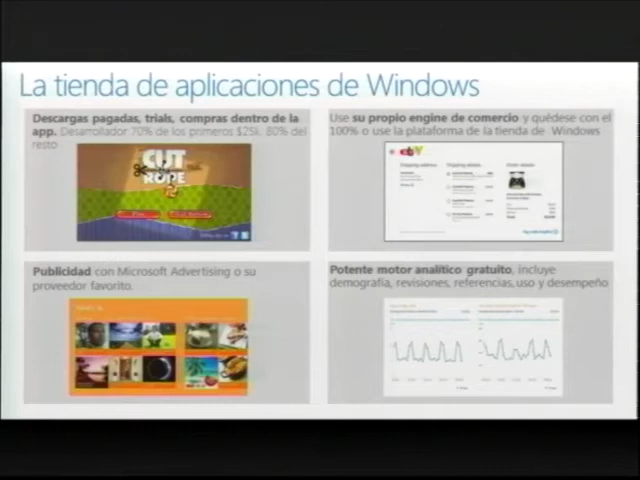 La tienda de aplicaciones de Windows
Descargas pagadas, trials, compras dentro de la
app. Desarrollador 70% de los primeros $25k, 80% del
resto
CUT
ROPE
Use su propio engine de comercio y quédese con el
100% o use la plataforma de la tienda de Windows
ebay
Publicidad con Microsoft Advertising o su
proveedor favorito.
Potente motor analítico gratuito, incluye
demografía, revisiones, referencias, uso y desempeño